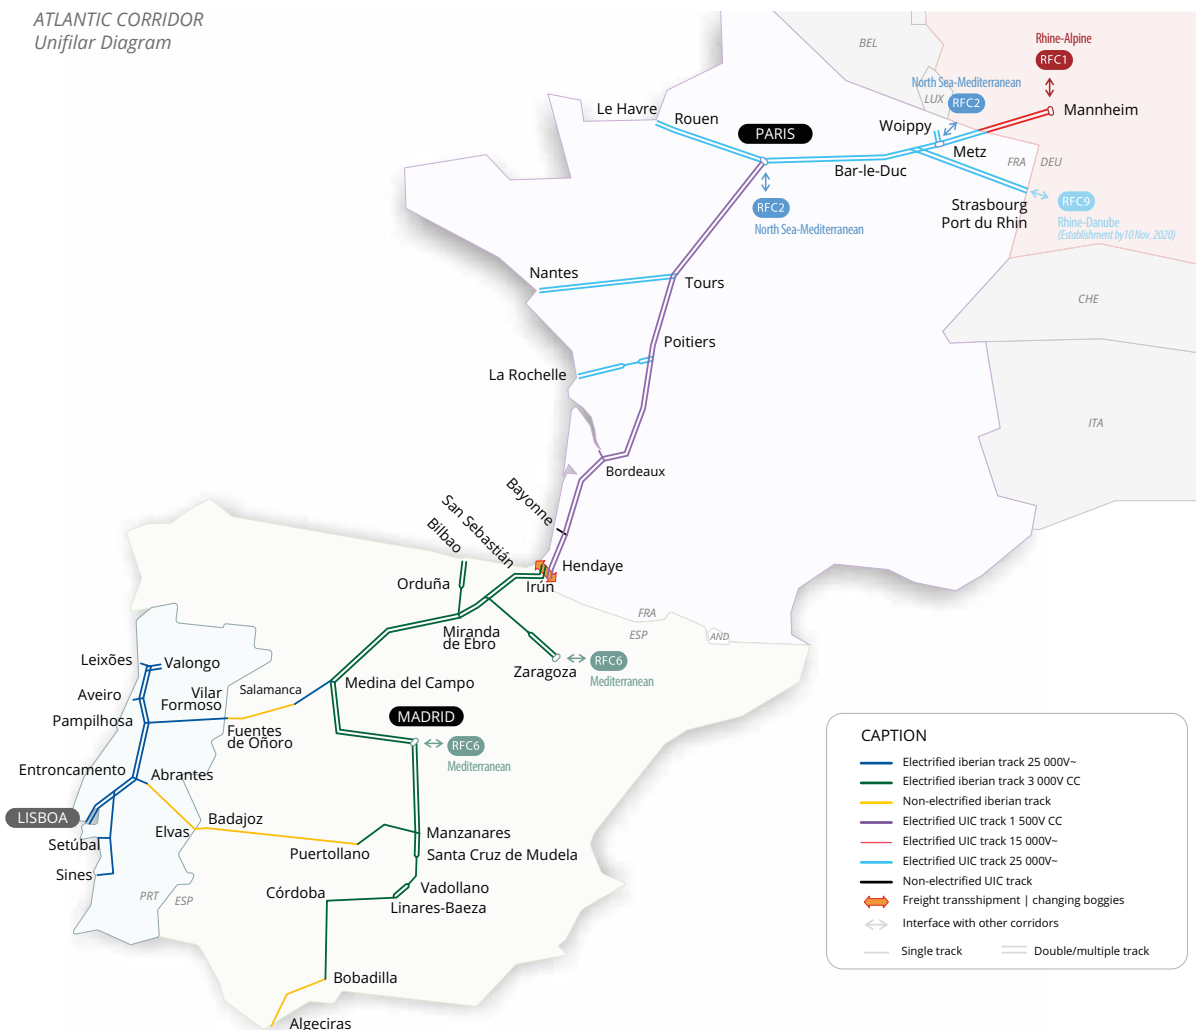 ATLANTIC CORRIDOR
Unifilar Diagram
BEL
Rhine-Alpine
RFC1
North Sea-Mediterranean
LUX
RFC2
Le Havre
Rouen
Mannheim
PARIS
Woippy
Metz
FRA
DEU
Bar-le-Duc
RFC2
North Sea-Mediterranean
Strasbourg
Port du Rhin
RFC9
Rhine-Danube
(Establishment by10 Nov. 2020)
Nantes
Tours
CHE
Poitiers
La Rochelle
ITA
Bordeaux
Bayonne
San Sebastián
Bilbao
Orduña
Hendaye
Irún
FRA
ESP
AND
Miranda
de Ebro
Zaragoza
RFC6
Mediterranean
Leixões
Valongo
Aveiro
Vilar
Formoso
Salamanca
Medina del Campo
Pampilhosa
Fuentes
de Oñoro
MADRID
RFC6
Mediterranean
Entroncamento
Abrantes
LISBOA
Elvas
Badajoz
Setúbal
Puertollano
Manzanares
Santa Cruz de Mudela
Sines
Córdoba
Vadollano
Linares-Baeza
PRT
ESP
Bobadilla
Algeciras
CAPTION
Electrified iberian track 25 000V~
Electrified iberian track 3 000V CC
Non-electrified iberian track
Electrified UIC track 1 500V CC
Electrified UIC track 15 000V~
Electrified UIC track 25 000V~
Non-electrified UIC track
Freight transshipment | changing boggies
Interface with other corridors
Single track
Double/multiple track